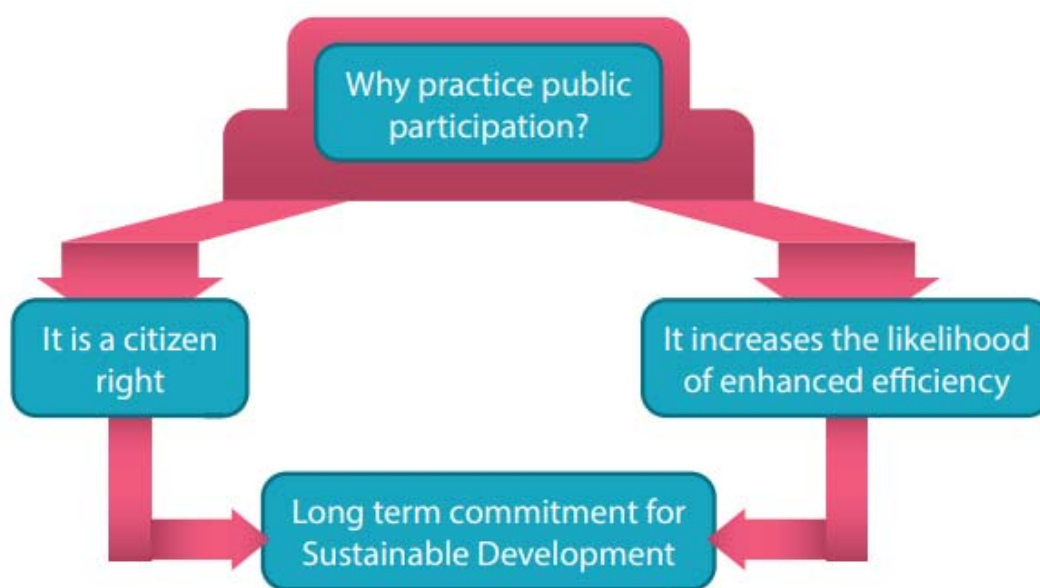 Why practice public
participation?
It is a citizen
right
It increases the likelihood
of enhanced efficiency
Long term commitment for
Sustainable Development